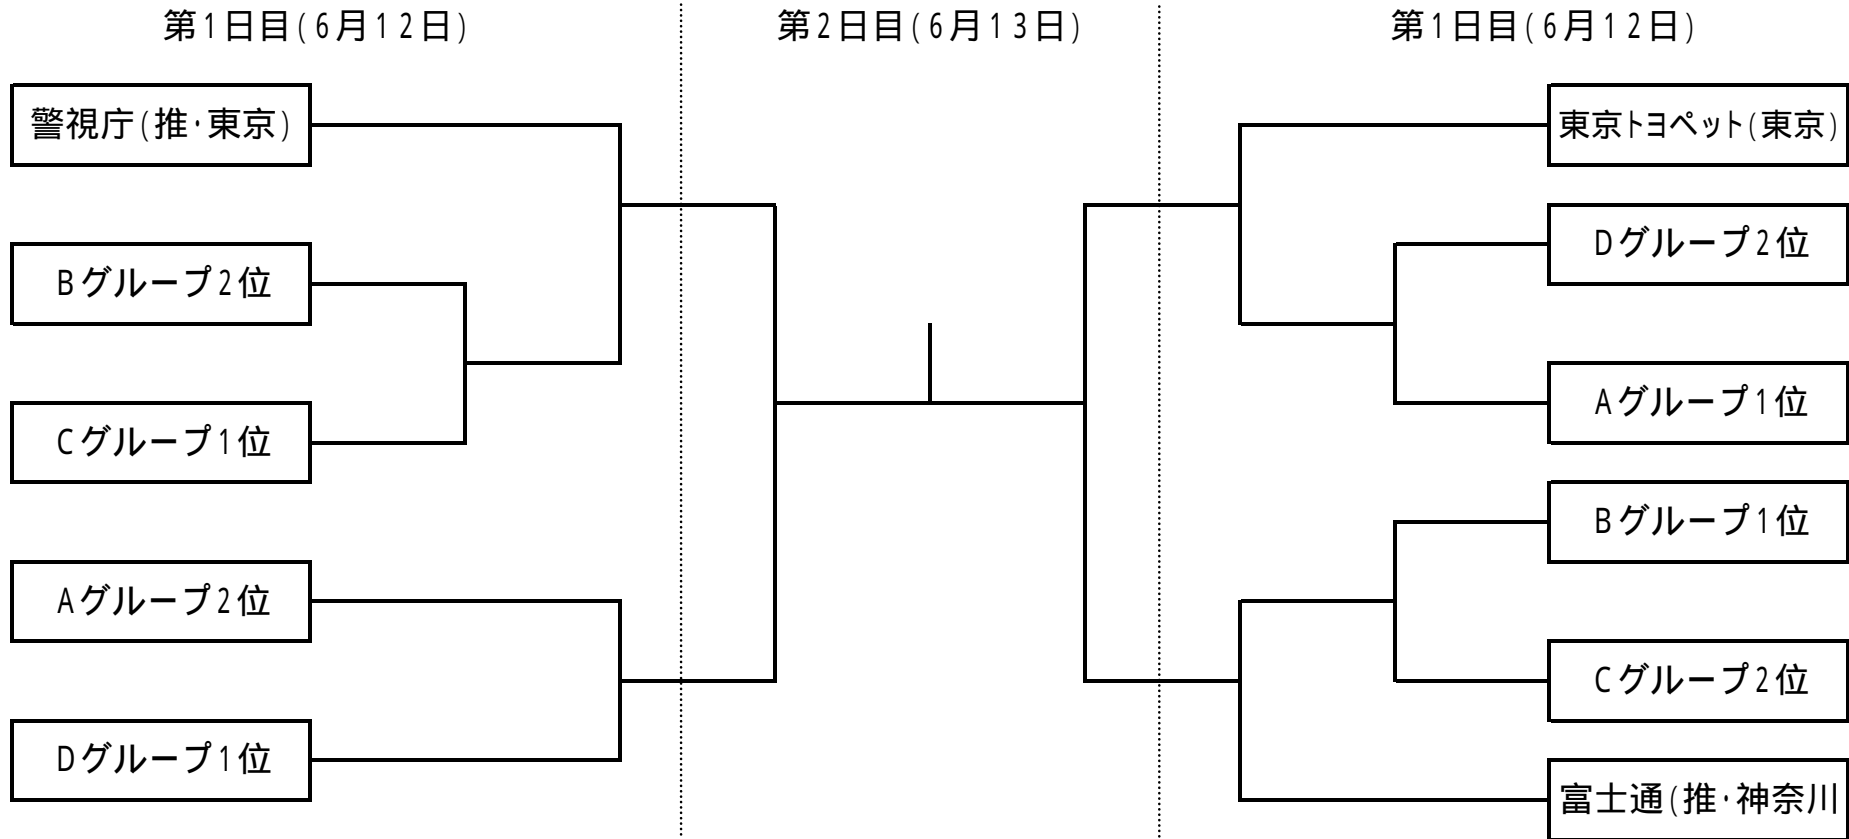 第1日目(6月12日)
第2日目(6月13日)
第1日目(6月12日)
警視庁(推・東京)
Bグループ2位
Cグループ1位
Aグループ2位
Dグループ1位
東京トヨペット(東京)
Dグループ2位
Aグループ1位
Bグループ1位
Cグループ2位
富士通(推・神奈川